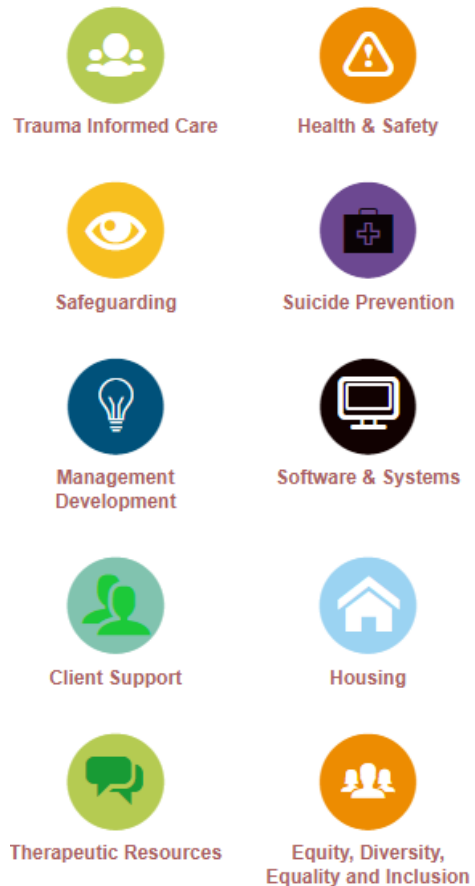 Trauma Informed Care
Health & Safety
Safeguarding
Suicide Prevention
Management
Development
Software & Systems
Client Support
Housing
Therapeutic Resources
Equity, Diversity,
Equality and Inclusion